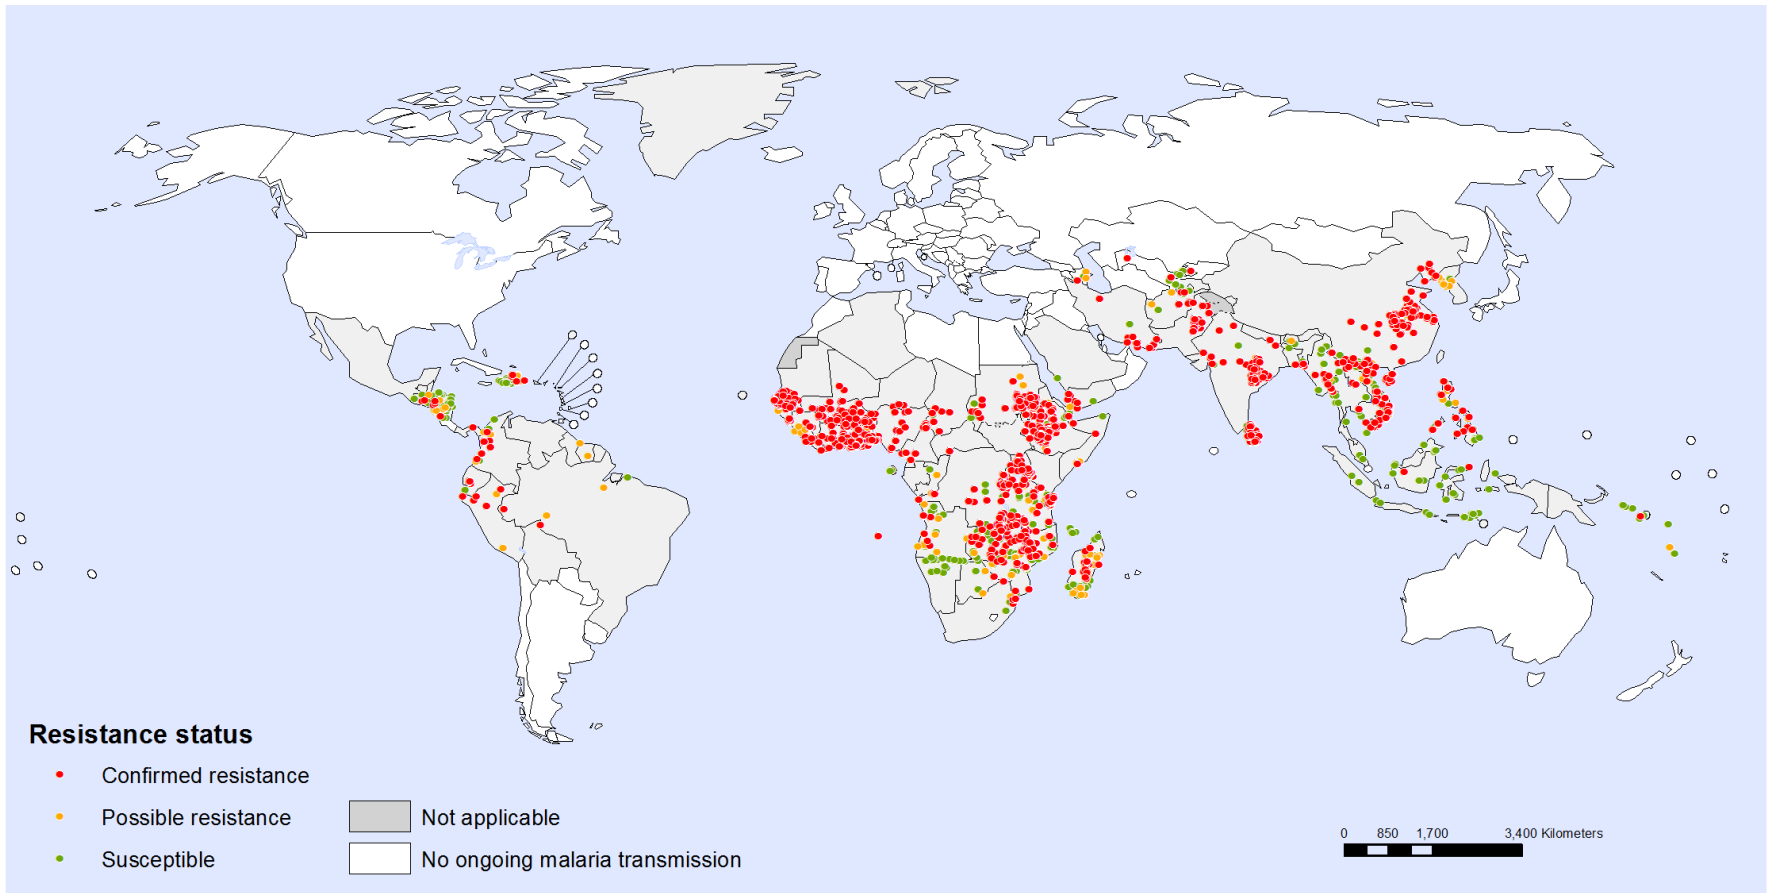 Resistance status
Confirmed resistance
Possible resistance
Susceptible
Not applicable
No ongoing malaria transmission
0 850 1,700 3,400 Kilometers